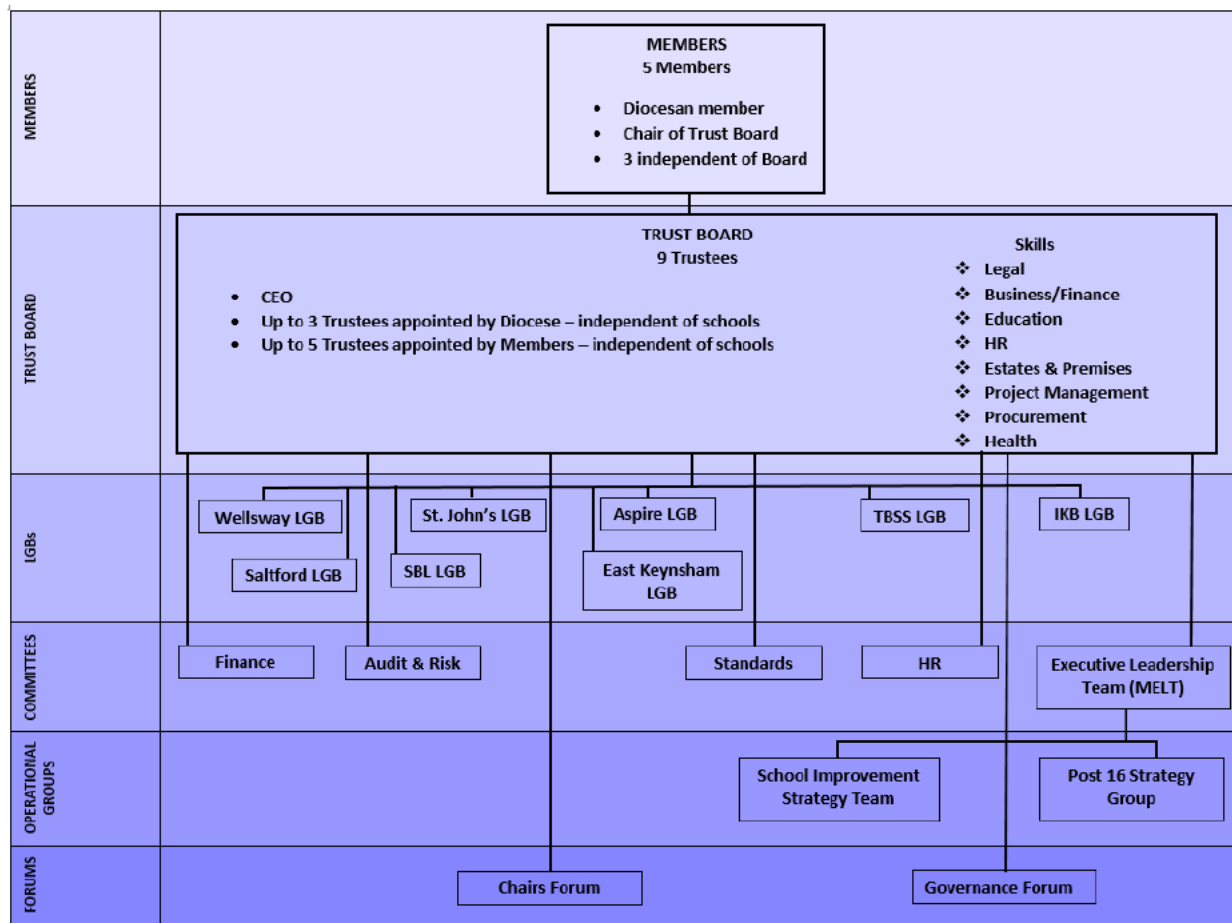 MEMBERS
MEMBERS
5 Members
• Diocesan member
• Chair of Trust Board
• 3 independent of Board
TRUST BOARD
TRUST BOARD
9 Trustees
• CEO
• Up to 3 Trustees appointed by Diocese – independent of schools
• Up to 5 Trustees appointed by Members – independent of schools
Skills
❖ Legal
❖ Business/Finance
❖ Education
❖ HR
❖ Estates & Premises
❖ Project Management
❖ Procurement
❖ Health
LGBs
Wellsway LGB
St. John's LGB
Aspire LGB
TBSS LGB
IKB LGB
Saltford LGB
SBL LGB
East Keynsham
LGB
COMMITTEES
Finance
Audit & Risk
Standards
HR
Executive Leadership
Team (MELT)
OPERATIONAL
GROUPS
School Improvement
Strategy Team
Post 16 Strategy
Group
FORUMS
Chairs Forum
Governance Forum